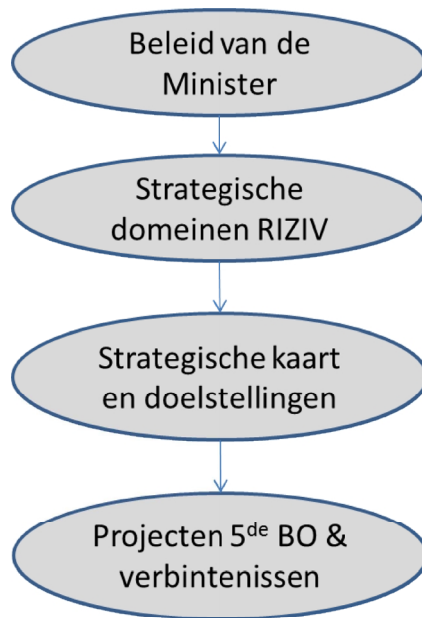 Beleid van de
Minister
Strategische
domeinen RIZIV
Strategische kaart
en doelstellingen
Projecten 5de BO &
verbintenissen